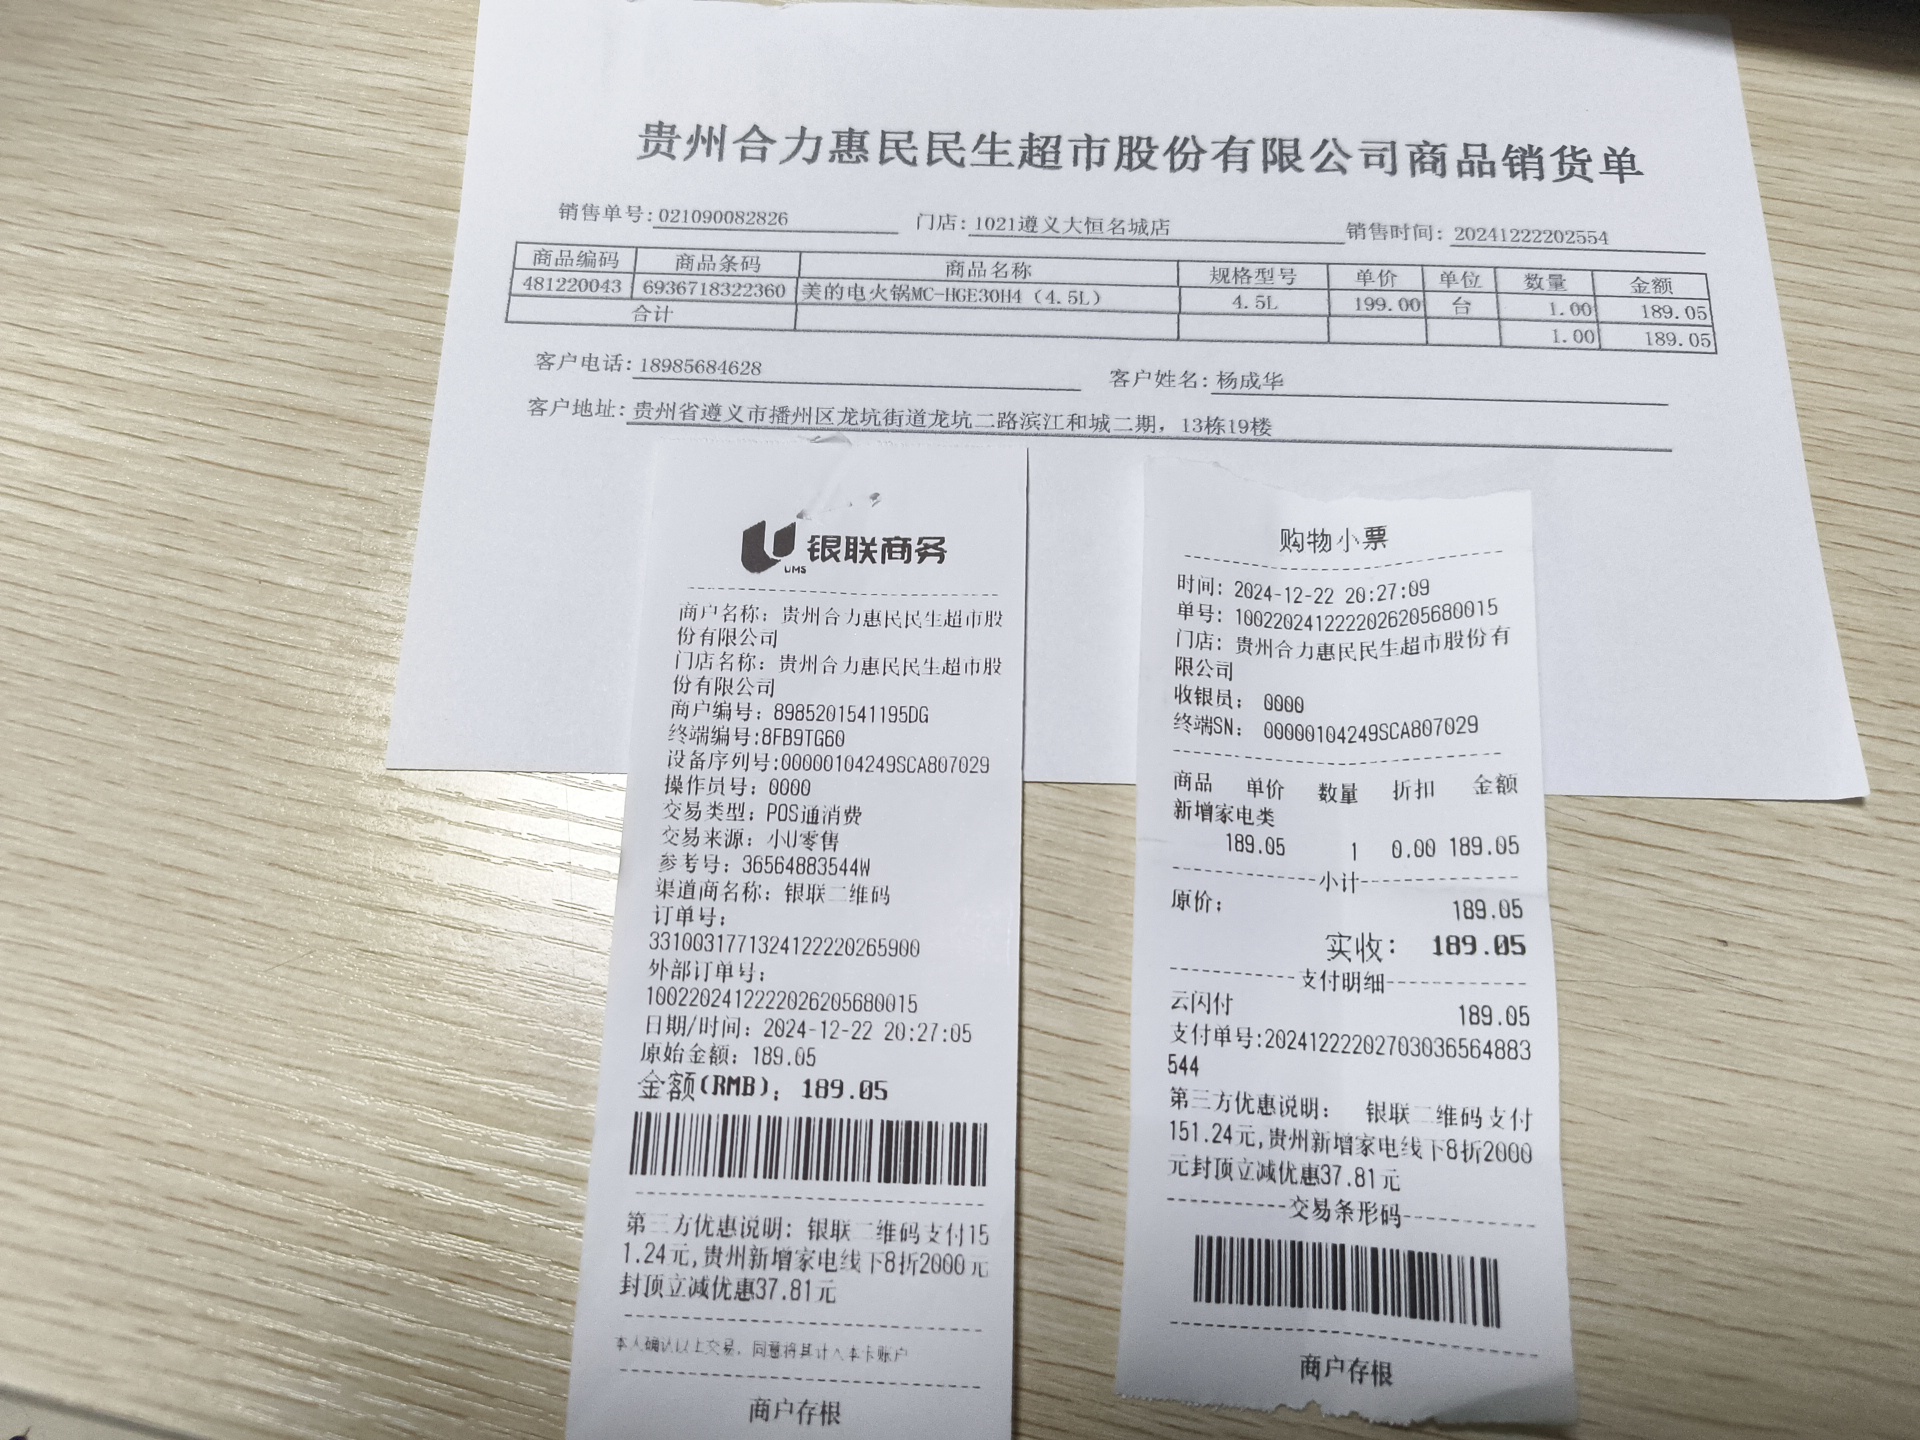 贵州合力惠民民生超市股份有限公司商品销货单
销售单号:021090082826 门店:1021遵义大恒名城店 销售时间:20241222202554
商品编码 商品条码 商品名称 规格型号 单价 单位 数量 金额
481220043 6936718322360 美的电火锅MC-HGE30H4（4.5L） 4.5L 199.00 台 1.00 189.05
合计 1.00 189.05
客户电话:18985684628 客户姓名:杨成华
客户地址:贵州省遵义市播州区龙坑街道龙坑二路滨江和城二期，13栋19楼
银联商务
UMS
商户名称：贵州合力惠民民生超市股
份有限公司
门店名称：贵州合力惠民民生超市股
份有限公司
商户编号：8985201541195DG
终端编号:8FB9TG60
设备序列号:00000104249SCA807029
操作员号：0000
交易类型：POS通消费
交易来源：小U零售
参考号：36564883544W
渠道商名称：银联二维码
订单号：
33100317713241222220265900
外部订单号：
10022024122220262056​80015
日期/时间：2024-12-22 20:27:05
原始金额：189.05
金额(RMB)：189.05
第三方优惠说明：银联二维码支付15
1.24元,贵州新增家电线下8折2000元
封顶立减优惠37.81元
本人确认以上交易，同意将其计入本卡账户
商户存根
购物小票
时间：2024-12-22 20:27:09
单号：1002202412222026205680015
门店：贵州合力惠民民生超市股份有
限公司
收银员：0000
终端SN：00000104249SCA807029
商品 单价 数量 折扣 金额
新增家电类
189.05 1 0.00 189.05
小计
原价：189.05
实收：189.05
支付明细
云闪付 189.05
支付单号:202412222027030365​64883
544
第三方优惠说明： 银联二维码支付
151.24元,贵州新增家电线下8折2000
元封顶立减优惠37.81元
交易条形码
商户存根